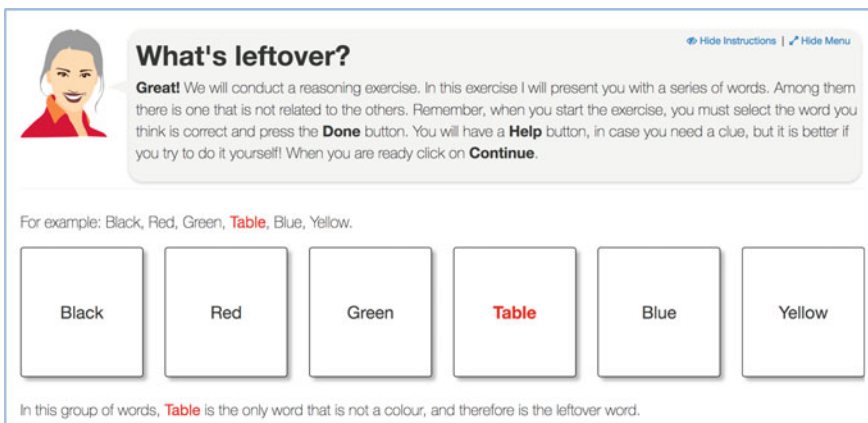 Hide Instructions | Hide Menu
What's leftover?
Great! We will conduct a reasoning exercise. In this exercise I will present you with a series of words. Among them
there is one that is not related to the others. Remember, when you start the exercise, you must select the word you
think is correct and press the Done button. You will have a Help button, in case you need a clue, but it is better if
you try to do it yourself! When you are ready click on Continue.
For example: Black, Red, Green, Table, Blue, Yellow.
Black Red Green Table Blue Yellow
In this group of words, Table is the only word that is not a colour, and therefore is the leftover word.